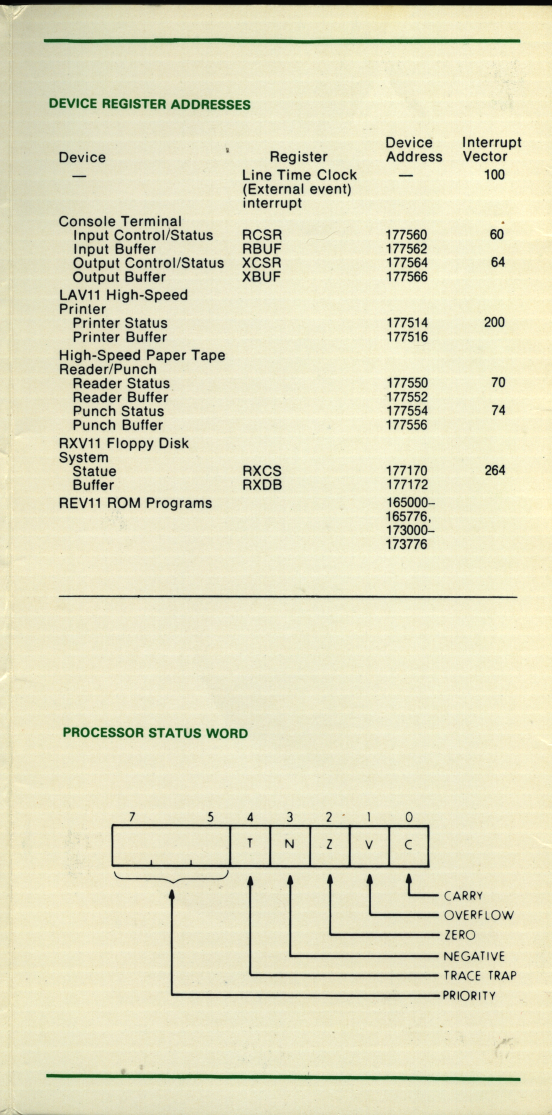 DEVICE REGISTER ADDRESSES
Device Register Device Address Interrupt Vector
— Line Time Clock — 100
(External event)
interrupt
Console Terminal
Input Control/Status RCSR 177560 60
Input Buffer RBUF 177562
Output Control/Status XCSR 177564 64
Output Buffer XBUF 177566
LAV11 High-Speed
Printer
Printer Status 177514 200
Printer Buffer 177516
High-Speed Paper Tape
Reader/Punch
Reader Status 177550 70
Reader Buffer 177552
Punch Status 177554 74
Punch Buffer 177556
RXV11 Floppy Disk
System
Statue RXCS 177170 264
Buffer RXDB 177172
REV11 ROM Programs 165000–
165776,
173000–
173776
PROCESSOR STATUS WORD
7 5 4 3 2 1 0
T N Z V C
CARRY
OVERFLOW
ZERO
NEGATIVE
TRACE TRAP
PRIORITY